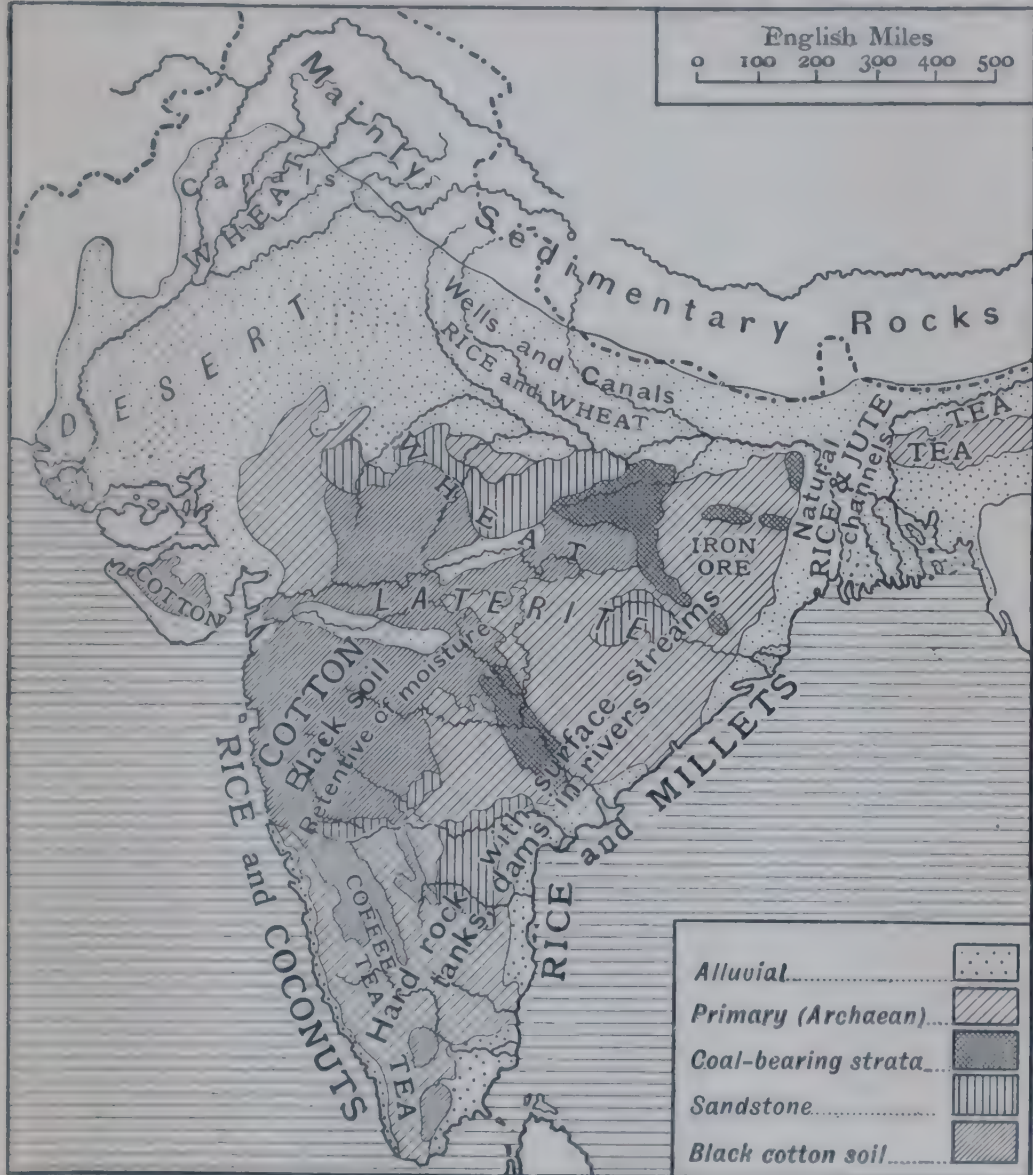 English Miles
0 100 200 300 400 500
Mainly
Sedimentary Rocks
Canals
WHEAT
DESERT
Wells and Canals
RICE and WHEAT
TEA
TEA
Natural channels
RICE & JUTE
WHEAT
IRON
ORE
COTTON
LATERITE
COTTON
Black soil
Retentive of moisture
surface streams
in rivers
RICE and MILLETS
RICE and COCONUTS
with
dams
COFFEE
TEA
Hard rock
tanks
TEA
Alluvial
Primary (Archaean)
Coal-bearing strata
Sandstone
Black cotton soil